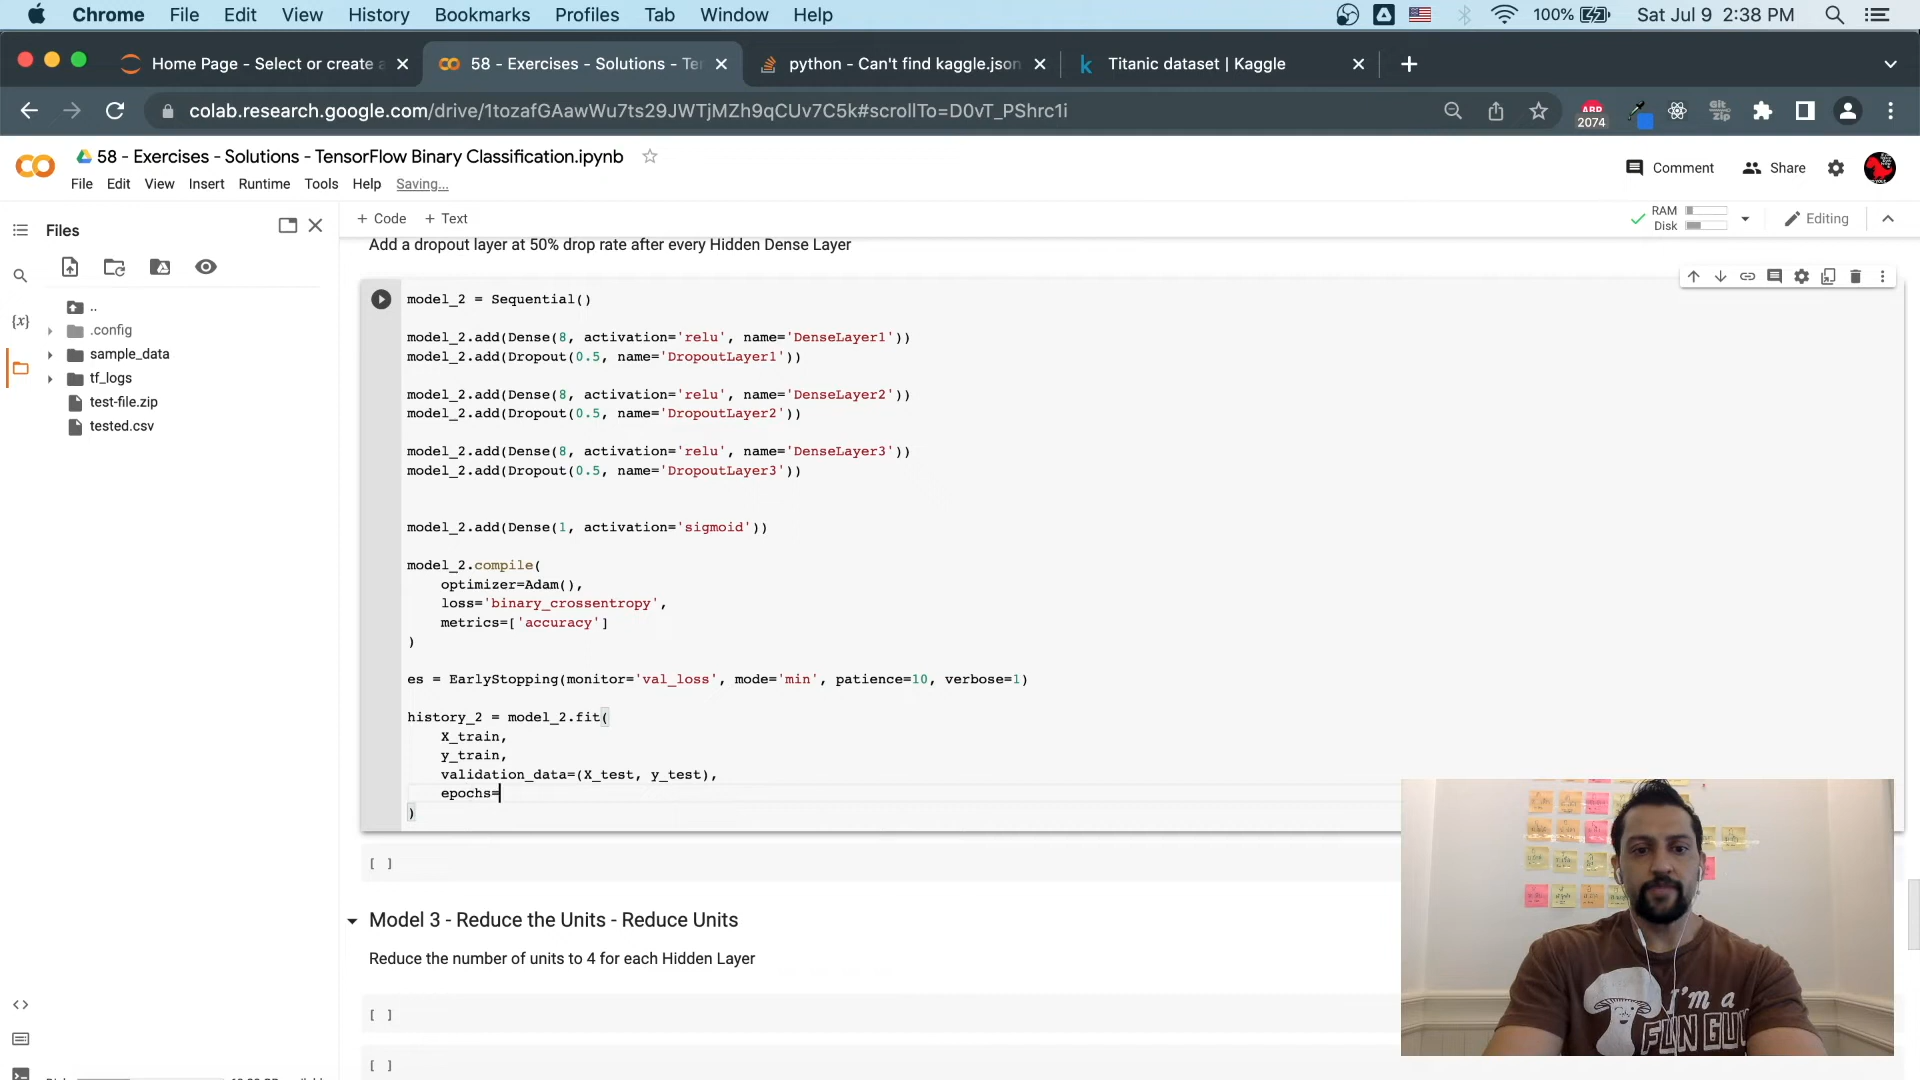 Chrome File Edit View History Bookmarks Profiles Tab Window Help 100% Sat Jul 9 2:38 PM
Home Page - Select or create a 58 - Exercises - Solutions - Ter python - Can't find kaggle.json Titanic dataset | Kaggle
colab.research.google.com/drive/1tozafGAawWu7ts29JWTjMZh9qCUv7C5k#scrollTo=D0vT_PShrc1i
ABP
2074
Git
Zip
58 - Exercises - Solutions - TensorFlow Binary Classification.ipynb
Comment Share
File Edit View Insert Runtime Tools Help Saving...
+ Code + Text
RAM
Disk
Editing
Files
..
.config
sample_data
tf_logs
test-file.zip
tested.csv
{x}
Add a dropout layer at 50% drop rate after every Hidden Dense Layer
model_2 = Sequential()
model_2.add(Dense(8, activation='relu', name='DenseLayer1'))
model_2.add(Dropout(0.5, name='DropoutLayer1'))
model_2.add(Dense(8, activation='relu', name='DenseLayer2'))
model_2.add(Dropout(0.5, name='DropoutLayer2'))
model_2.add(Dense(8, activation='relu', name='DenseLayer3'))
model_2.add(Dropout(0.5, name='DropoutLayer3'))
model_2.add(Dense(1, activation='sigmoid'))
model_2.compile(
optimizer=Adam(),
loss='binary_crossentropy',
metrics=['accuracy']
)
es = EarlyStopping(monitor='val_loss', mode='min', patience=10, verbose=1)
history_2 = model_2.fit(
X_train,
y_train,
validation_data=(X_test, y_test),
epochs=
)
[ ]
Model 3 - Reduce the Units - Reduce Units
Reduce the number of units to 4 for each Hidden Layer
[ ]
[ ]
I'm a
FUN GUY